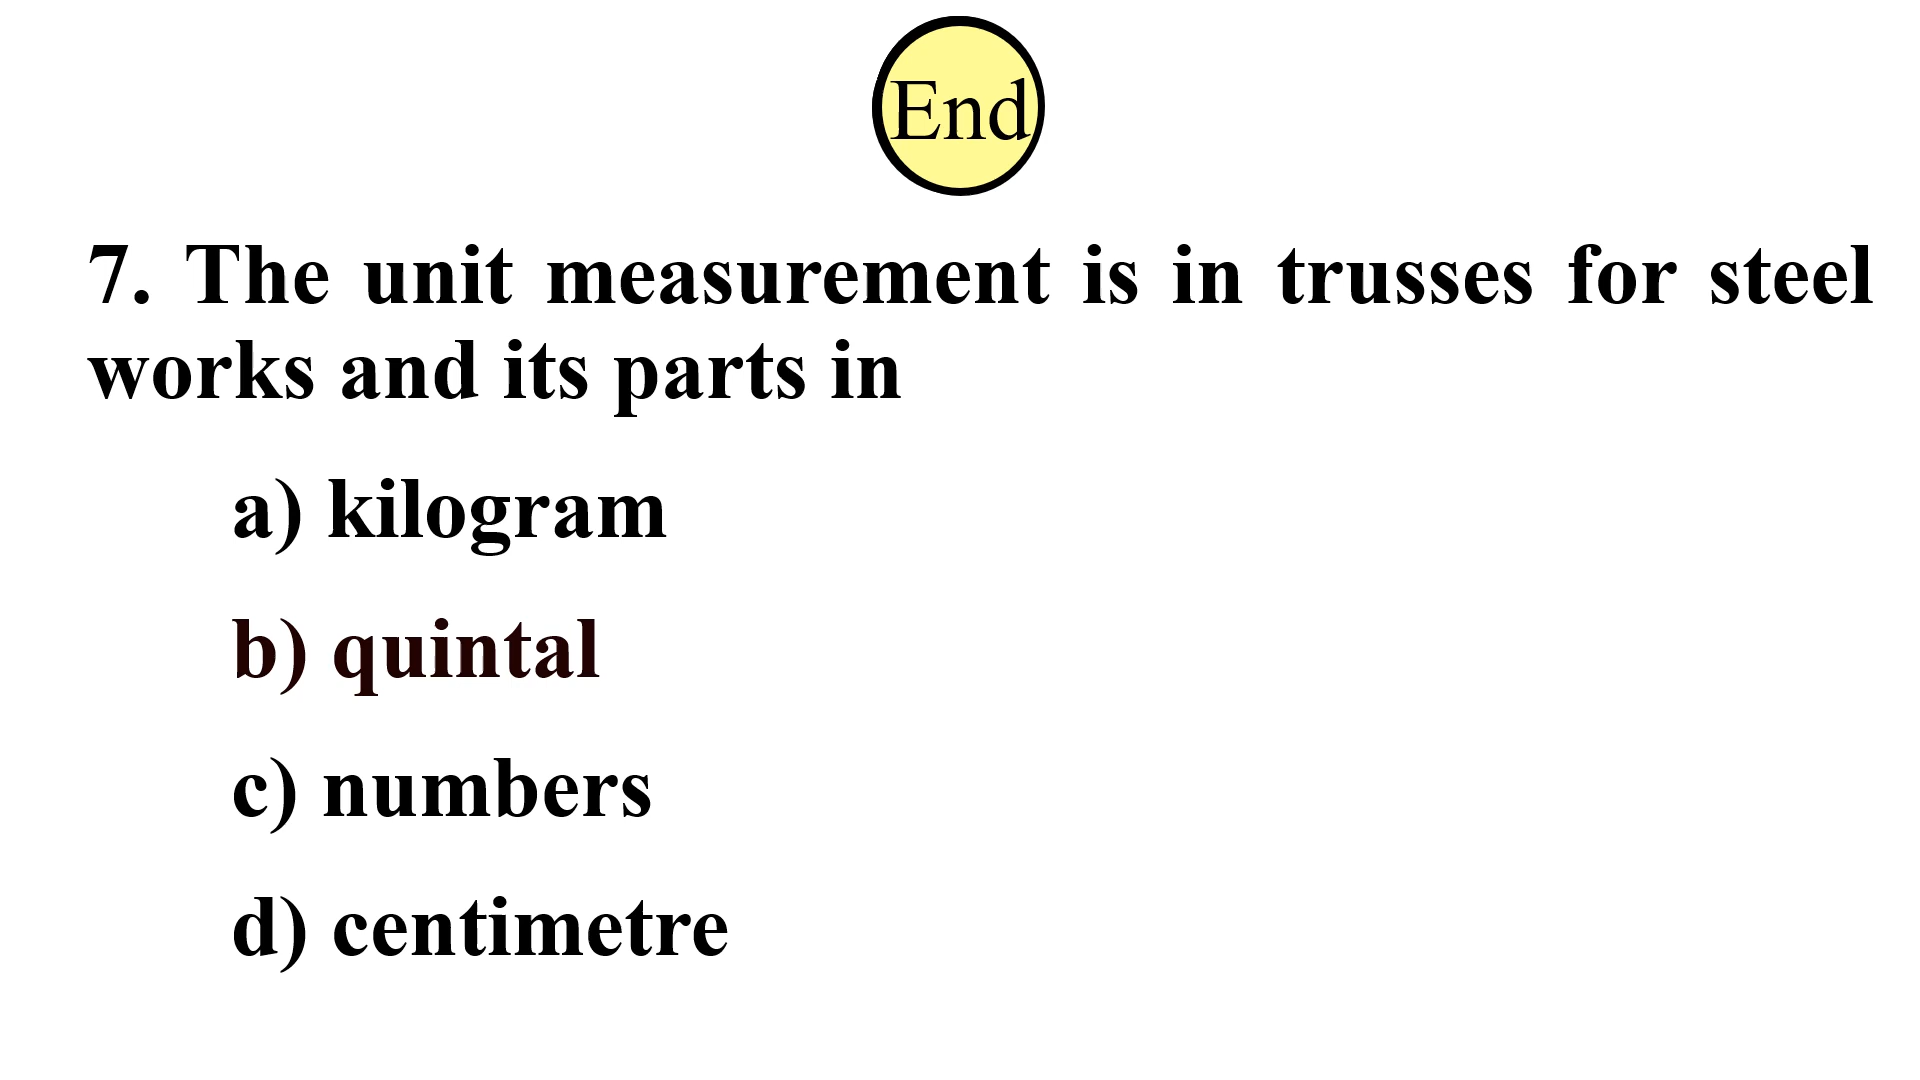 End
7. The unit measurement is in trusses for steel
works and its parts in
a) kilogram
b) quintal
c) numbers
d) centimetre